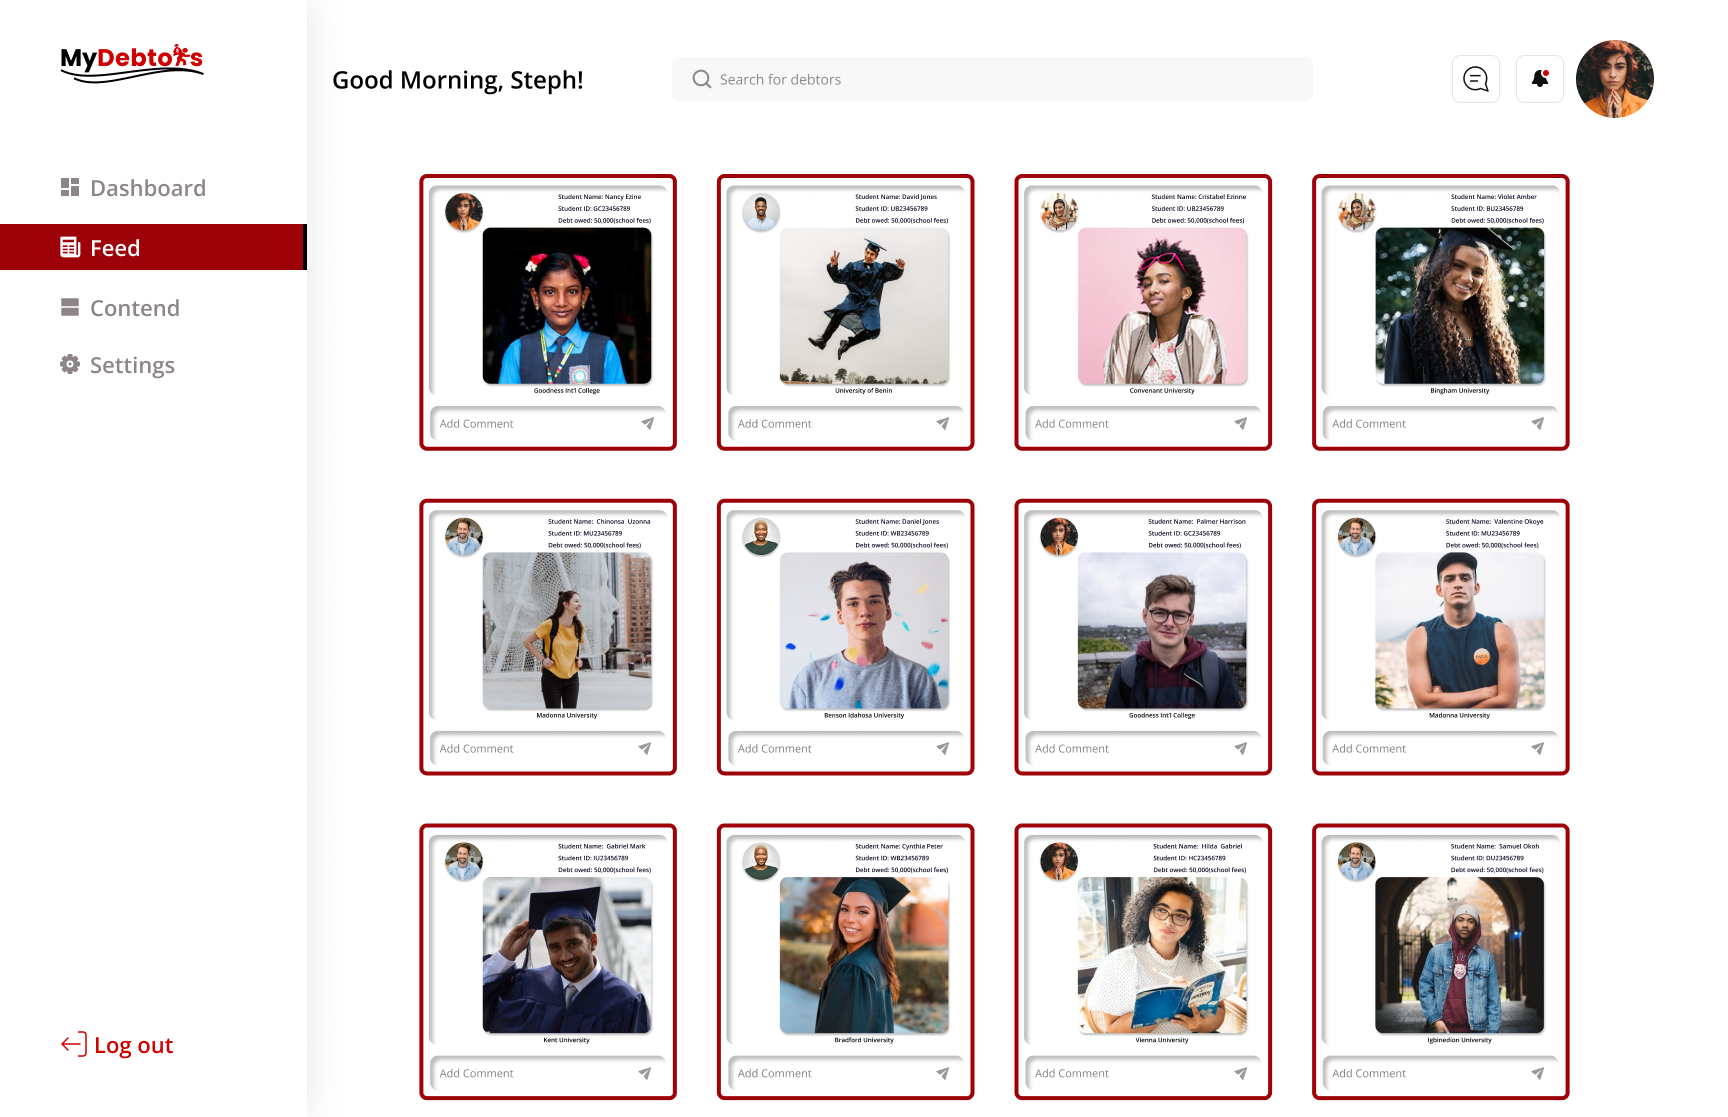 MyDebtors
Good Morning, Steph!
Search for debtors
Dashboard
Feed
Contend
Settings
Log out
Student Name: Nancy Ezine
Student ID: GC23456789
Debt owed: 50,000(school fees)
Goodness Int'l College
Add Comment
Student Name: David Jones
Student ID: UB23456789
Debt owed: 50,000(school fees)
University of Benin
Add Comment
Student Name: Cristabel Ezinne
Student ID: UB23456789
Debt owed: 50,000(school fees)
Convenant University
Add Comment
Student Name: Violet Amber
Student ID: BU23456789
Debt owed: 50,000(school fees)
Bingham University
Add Comment
Student Name: Chinonsa Uzonna
Student ID: MU23456789
Debt owed: 50,000(school fees)
Madonna University
Add Comment
Student Name: Daniel Jones
Student ID: WB23456789
Debt owed: 50,000(school fees)
Benson Idahosa University
Add Comment
Student Name: Palmer Harrison
Student ID: GC23456789
Debt owed: 50,000(school fees)
Goodness Int'l College
Add Comment
Student Name: Valentine Okoye
Student ID: MU23456789
Debt owed: 50,000(school fees)
Madonna University
Add Comment
Student Name: Gabriel Mark
Student ID: IU23456789
Debt owed: 50,000(school fees)
Kent University
Add Comment
Student Name: Cynthia Peter
Student ID: WB23456789
Debt owed: 50,000(school fees)
Bradford University
Add Comment
Student Name: Hilda Gabriel
Student ID: HC23456789
Debt owed: 50,000(school fees)
Vienna University
Add Comment
Student Name: Samuel Okoh
Student ID: DU23456789
Debt owed: 50,000(school fees)
Igbinedion University
Add Comment